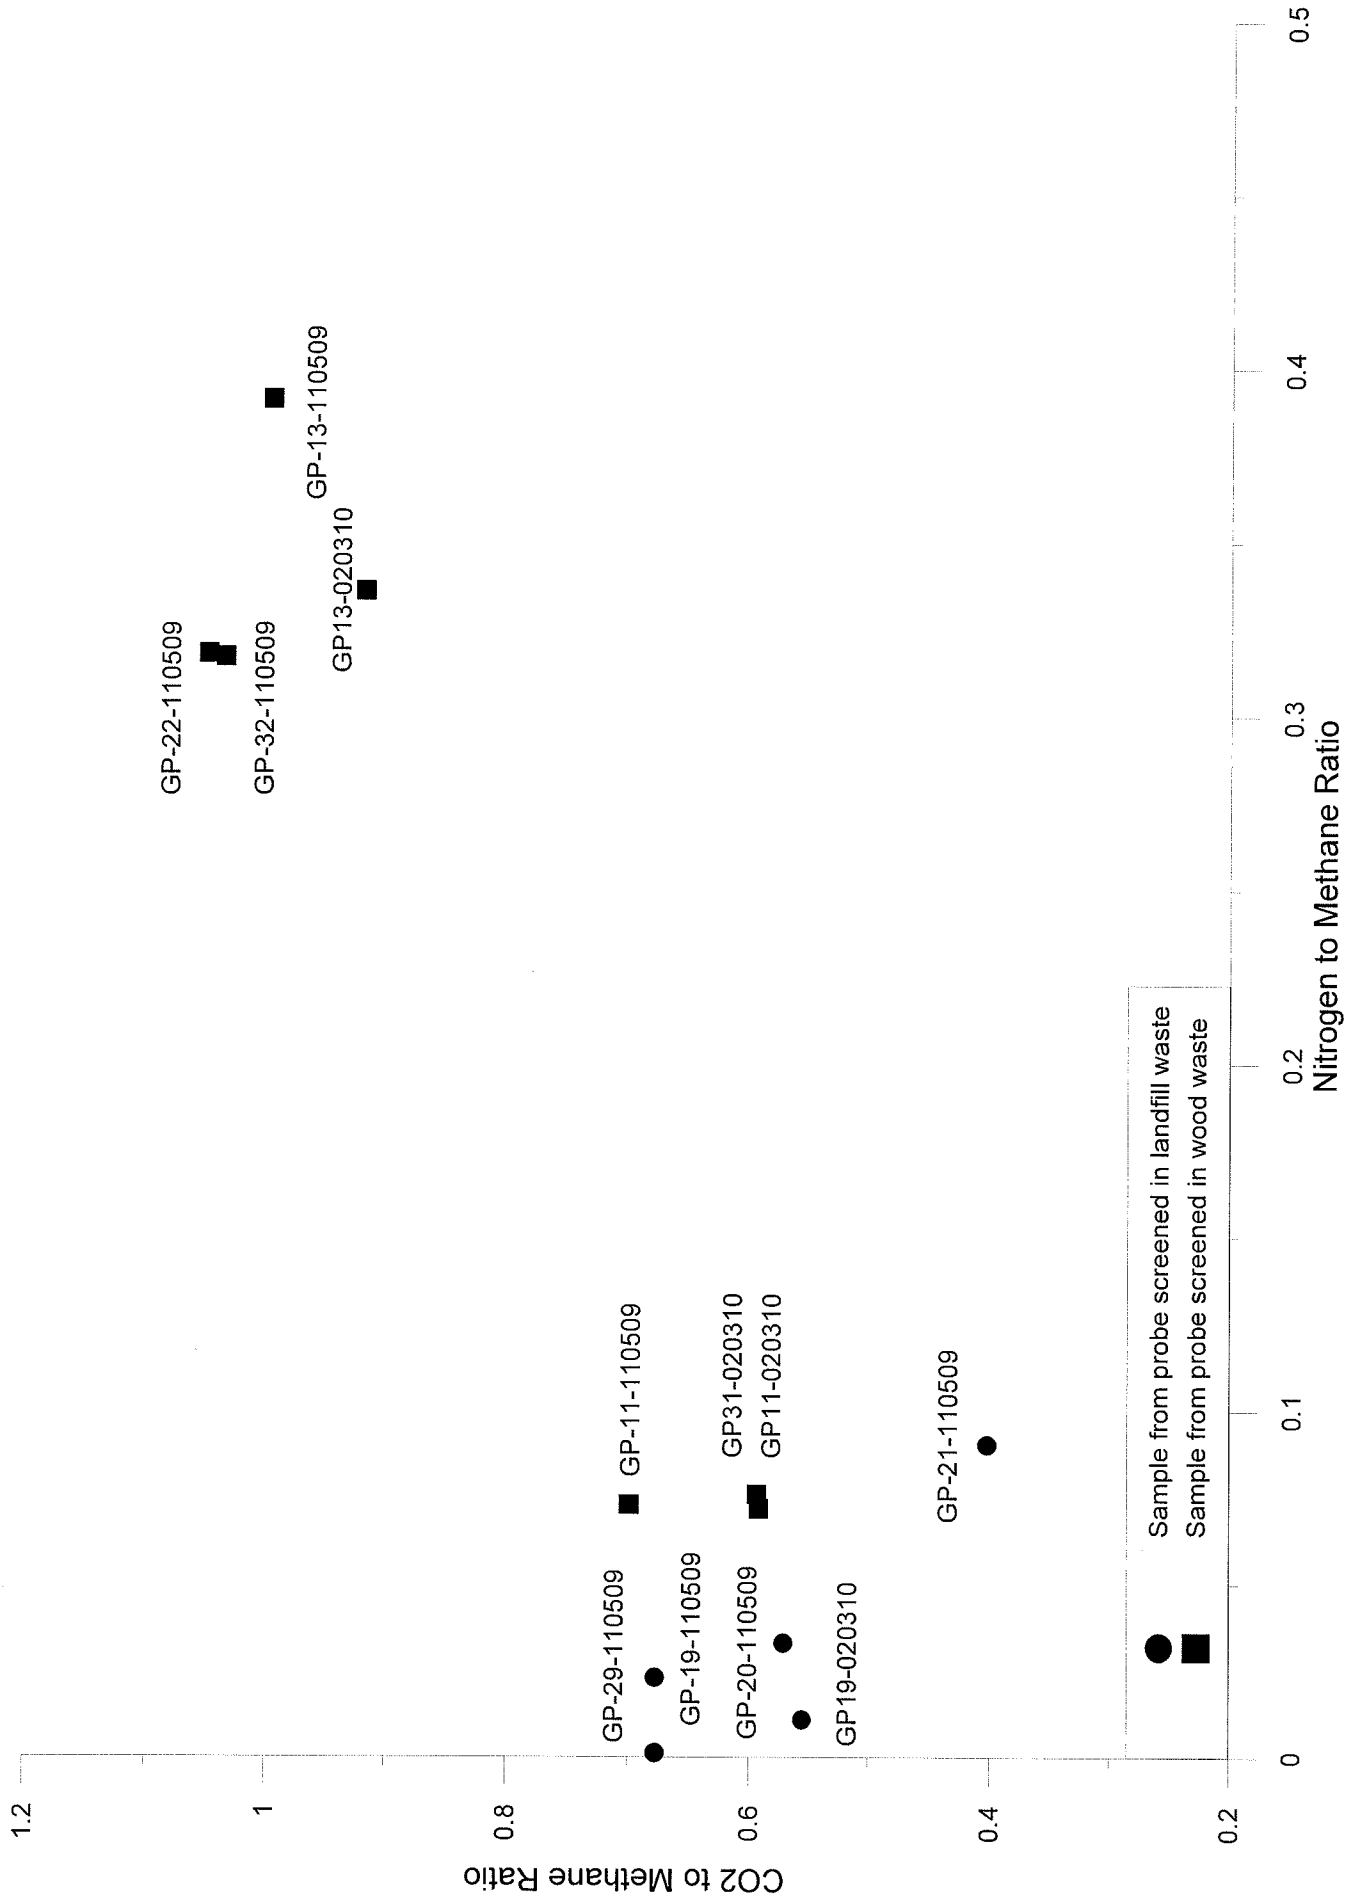 CO2 to Methane Ratio
1.2
1
0.8
0.6
0.4
0.2
GP-22-110509
GP-32-110509
GP-13-110509
GP13-020310
GP-11-110509
GP-29-110509
GP-19-110509
GP31-020310
GP11-020310
GP-20-110509
GP19-020310
GP-21-110509
Sample from probe screened in landfill waste
Sample from probe screened in wood waste
0
0.1
0.2
0.3
0.4
0.5
Nitrogen to Methane Ratio